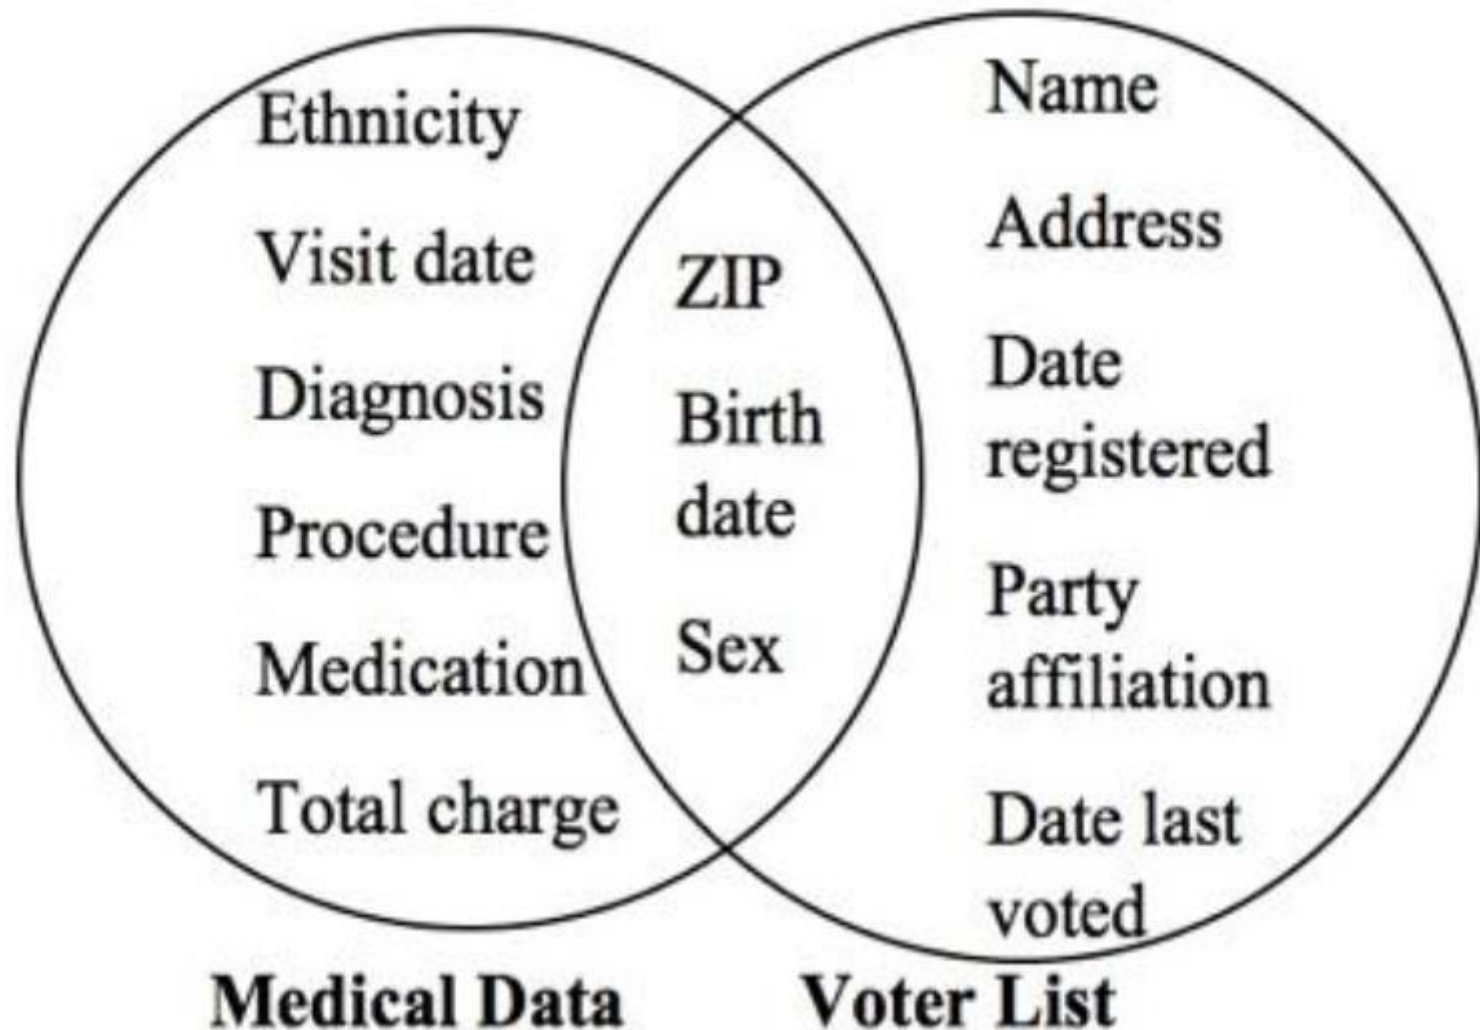 Ethnicity
Visit date
Diagnosis
Procedure
Medication
Total charge
ZIP
Birth
date
Sex
Name
Address
Date
registered
Party
affiliation
Date last
voted
Medical Data
Voter List